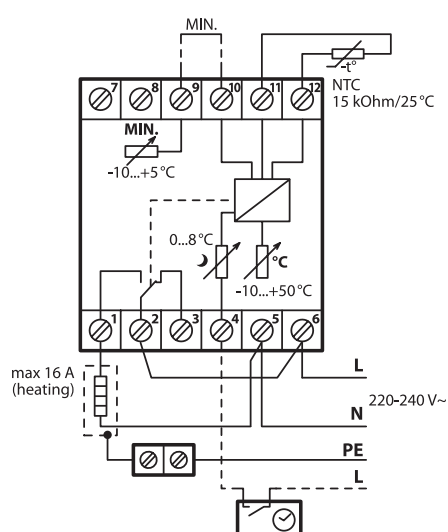 MIN.
-t°
NTC
15 kOhm/25°C
7 8 9 10 11 12
MIN.
-10...+5°C
0...8°C
°C
-10...+50°C
1 2 3 4 5 6
max 16 A
(heating)
L
220-240 V~
N
PE
L